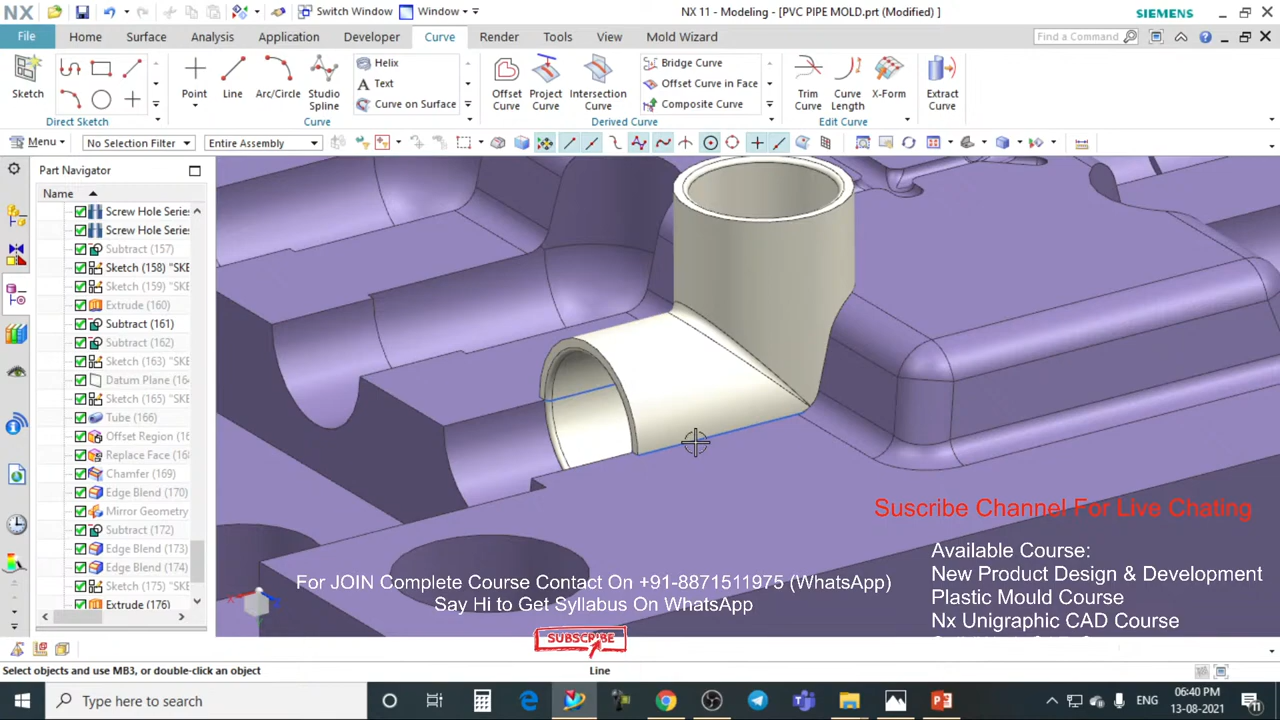 NX
Switch Window
Window
NX 11 - Modeling - [PVC PIPE MOLD.prt (Modified) ]
SIEMENS
File
Home
Surface
Analysis
Application
Developer
Curve
Render
Tools
View
Mold Wizard
Find a Command
Sketch
Direct Sketch
Point
Line
Arc/Circle
Studio Spline
Helix
Text
Curve on Surface
Curve
Offset Curve
Project Curve
Intersection Curve
Bridge Curve
Offset Curve in Face
Composite Curve
Derived Curve
Trim Curve
Curve Length
X-Form
Edit Curve
Extract Curve
Menu
No Selection Filter
Entire Assembly
Part Navigator
Name
Screw Hole Series
Screw Hole Series
Subtract (157)
Sketch (158) "SKE
Sketch (159) "SKE
Extrude (160)
Subtract (161)
Subtract (162)
Sketch (163) "SKE
Datum Plane (164
Sketch (165) "SKE
Tube (166)
Offset Region (16
Replace Face (168
Chamfer (169)
Edge Blend (170)
Mirror Geometry
Subtract (172)
Edge Blend (173)
Edge Blend (174)
Sketch (175) "SKE
Extrude (176)
Suscribe Channel For Live Chating
Available Course:
New Product Design & Development
Plastic Mould Course
Nx Unigraphic CAD Course
For JOIN Complete Course Contact On +91-8871511975 (WhatsApp)
Say Hi to Get Syllabus On WhatsApp
SUBSCRIBE
Select objects and use MB3, or double-click an object
Line
Type here to search
ENG
06:40 PM
13-08-2021
11